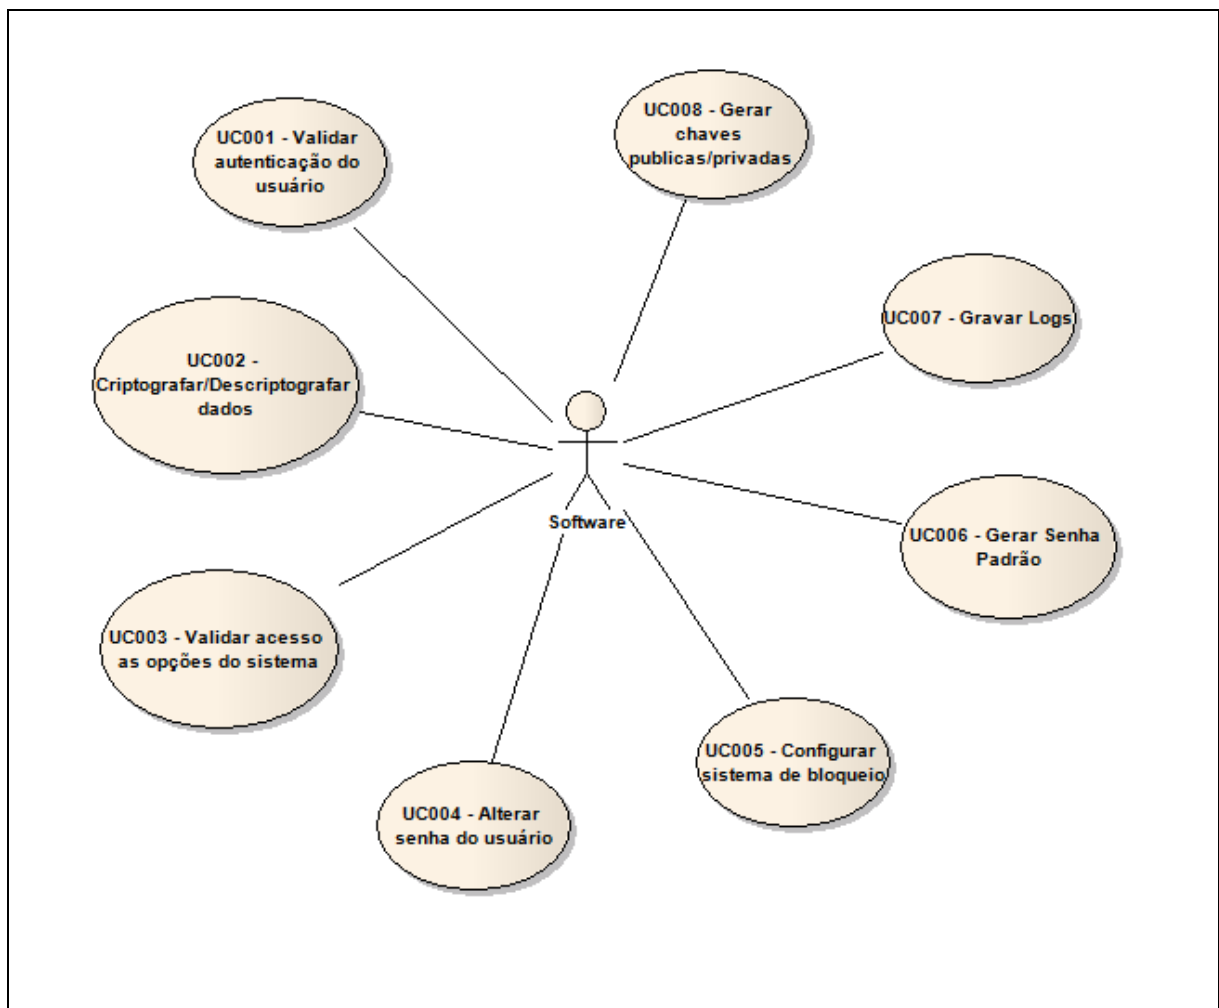 UC001 - Validar
autenticação do
usuário
UC008 - Gerar
chaves
publicas/privadas
UC002 -
Criptografar/Descriptografar
dados
UC007 - Gravar Logs
Software
UC003 - Validar acesso
as opções do sistema
UC006 - Gerar Senha
Padrão
UC004 - Alterar
senha do usuário
UC005 - Configurar
sistema de bloqueio